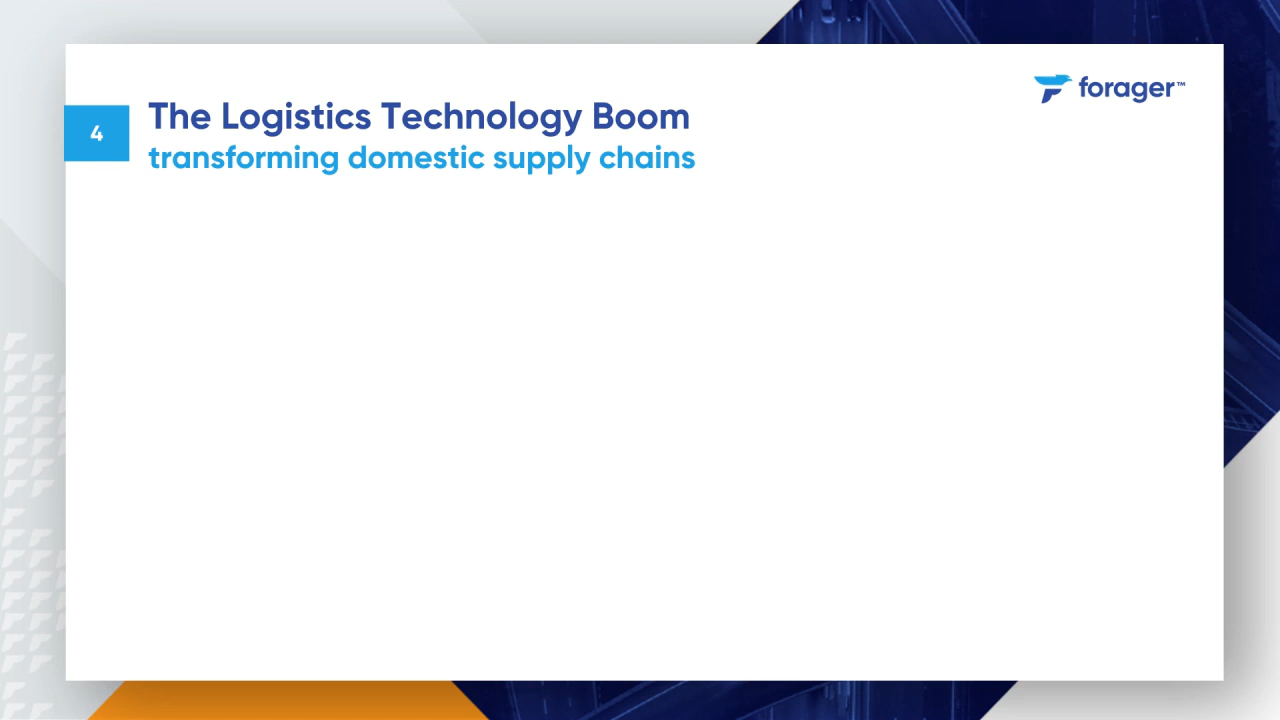 4
The Logistics Technology Boom
transforming domestic supply chains
forager™